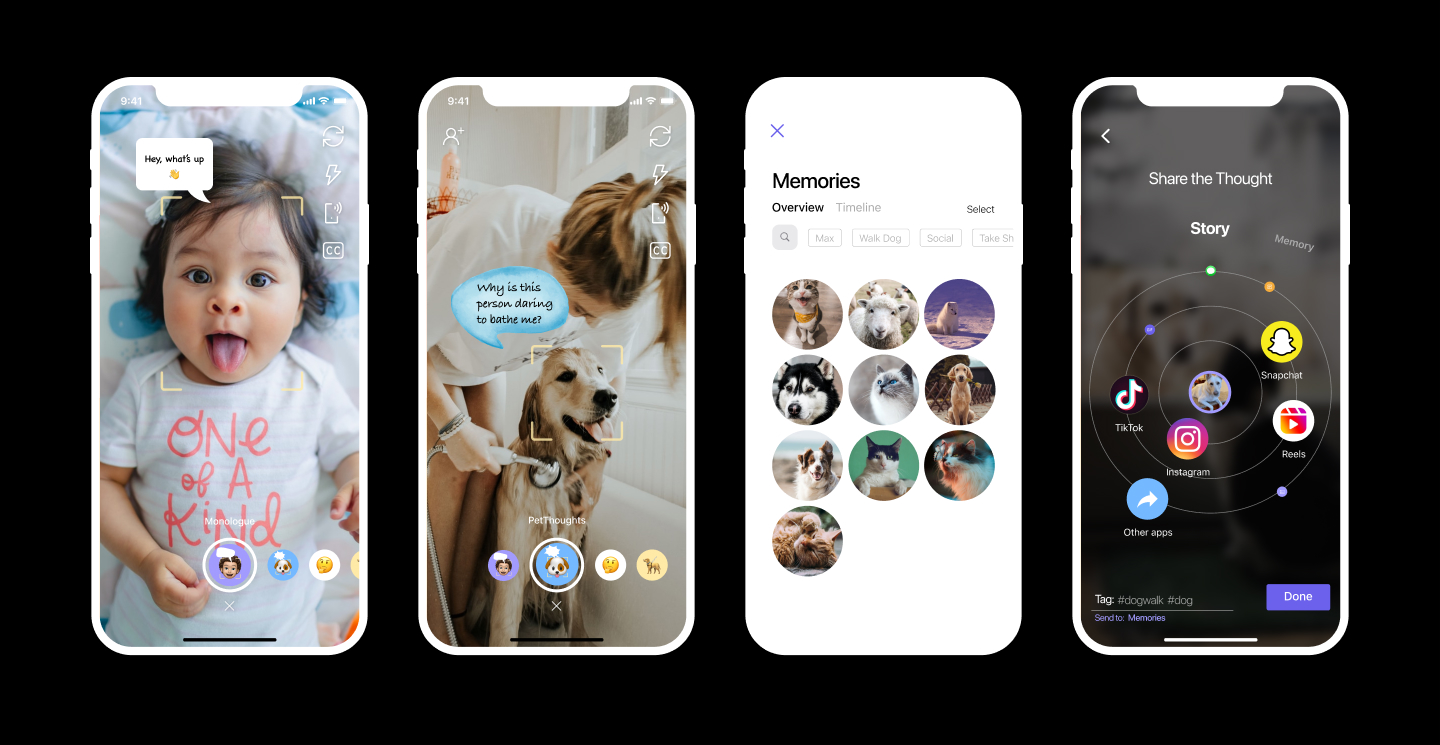 9:41
Hey, what's up
👋
CC
ONe
of A
KiND
Monologue
9:41
CC
Why is this
person daring
to bathe me?
PetThoughts
Memories
Overview Timeline
Select
Max Walk Dog Social Take Sh
Share the Thought
Story
Memory
Snapchat
TikTok
Reels
Instagram
Other apps
Tag: #dogwalk #dog
Done
Send to: Memories